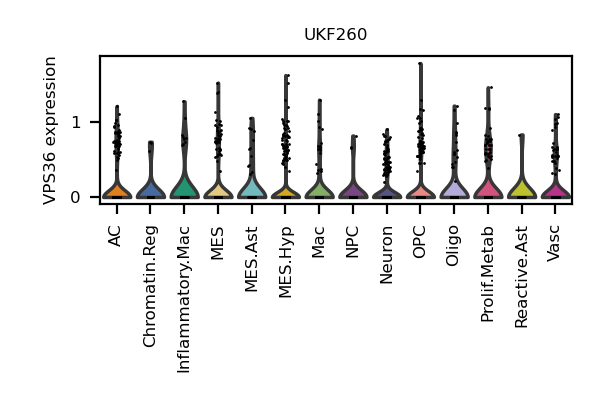 UKF260
VPS36 expression
1
0
AC
Chromatin.Reg
Inflammatory.Mac
MES
MES.Ast
MES.Hyp
Mac
NPC
Neuron
OPC
Oligo
Prolif.Metab
Reactive.Ast
Vasc